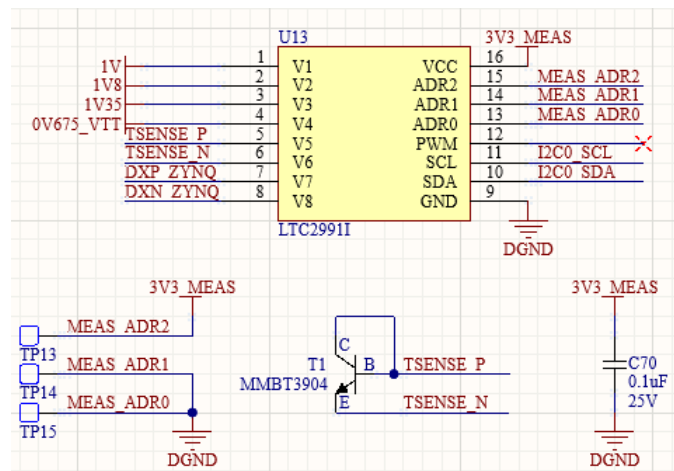 U13
3V3_MEAS
1V 1 V1 VCC 16
1V8 2 V2 ADR2 15 MEAS_ADR2
1V35 3 V3 ADR1 14 MEAS_ADR1
0V675_VTT 4 V4 ADR0 13 MEAS_ADR0
TSENSE_P 5 V5 PWM 12
TSENSE_N 6 V6 SCL 11 I2C0_SCL
DXP_ZYNQ 7 V7 SDA 10 I2C0_SDA
DXN_ZYNQ 8 V8 GND 9
LTC2991I
DGND
3V3_MEAS
MEAS_ADR2
TP13
MEAS_ADR1
TP14
MEAS_ADR0
TP15
DGND
C
T1 B TSENSE_P
MMBT3904
E TSENSE_N
3V3_MEAS
C70
0.1uF
25V
DGND